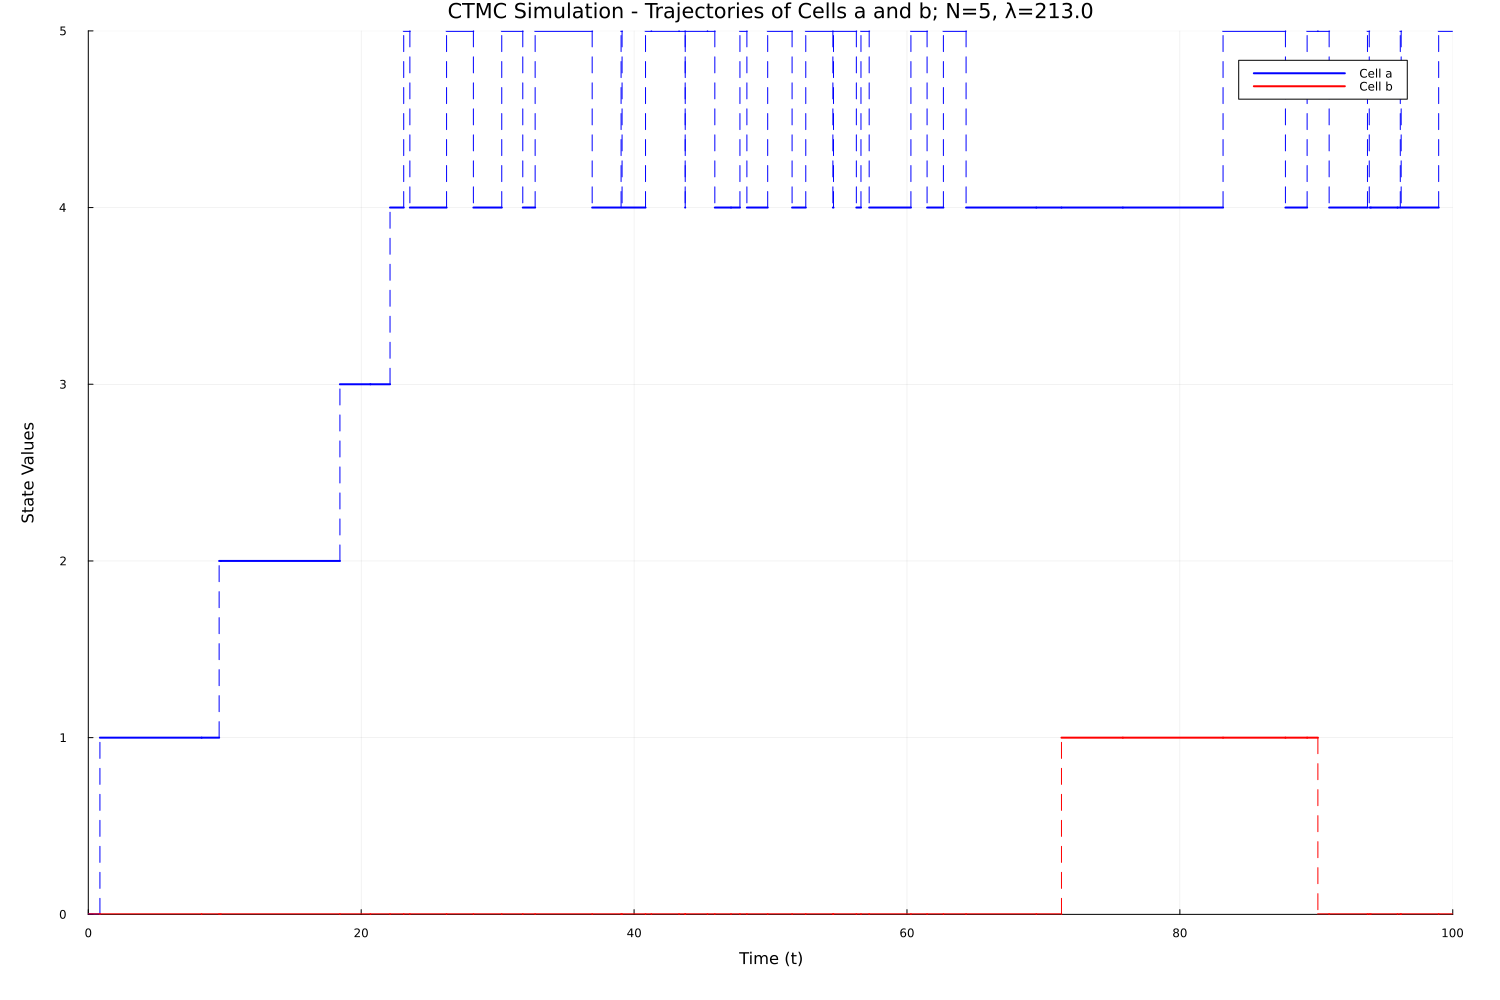 CTMC Simulation - Trajectories of Cells a and b; N=5, λ=213.0
5
Cell a
Cell b
4
3
State Values
2
1
0
0 20 40 60 80 100
Time (t)